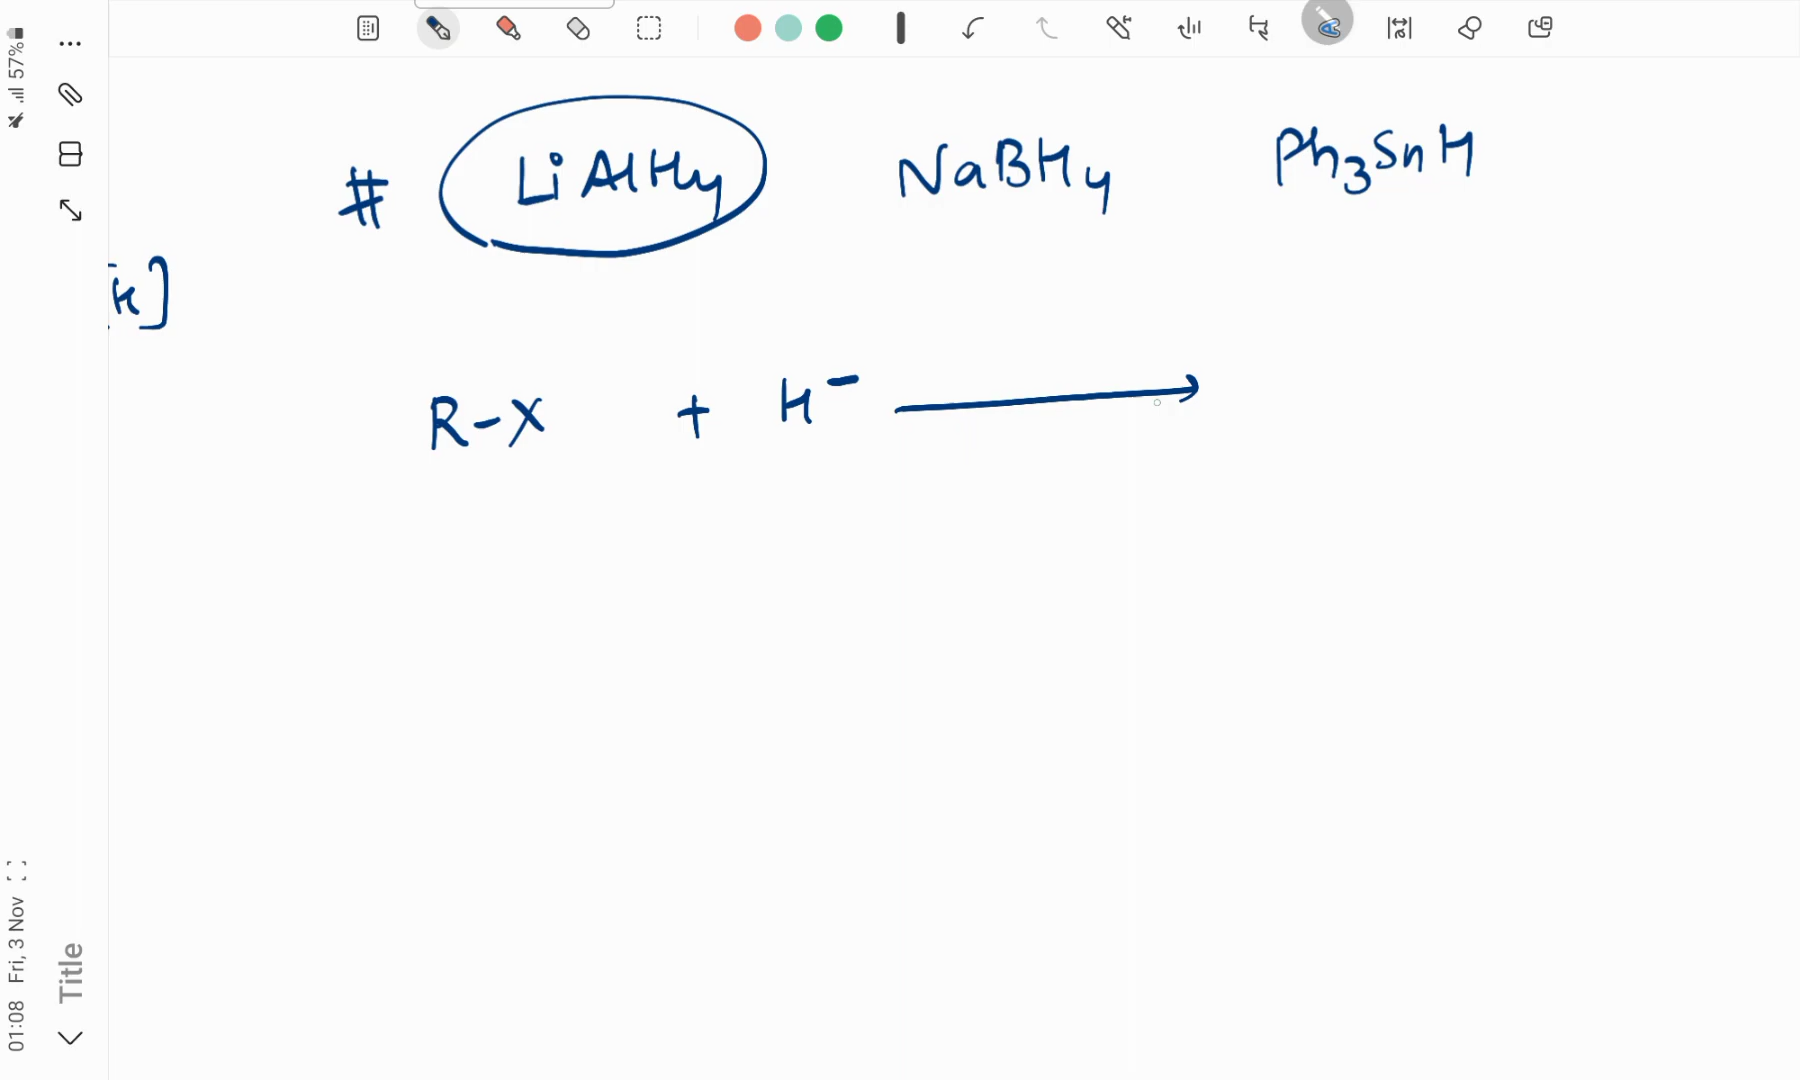 # LiAlH4 NaBH4 Ph3SnH
[H]
R-X + H⁻ →
57%
01:08 Fri, 3 Nov
Title